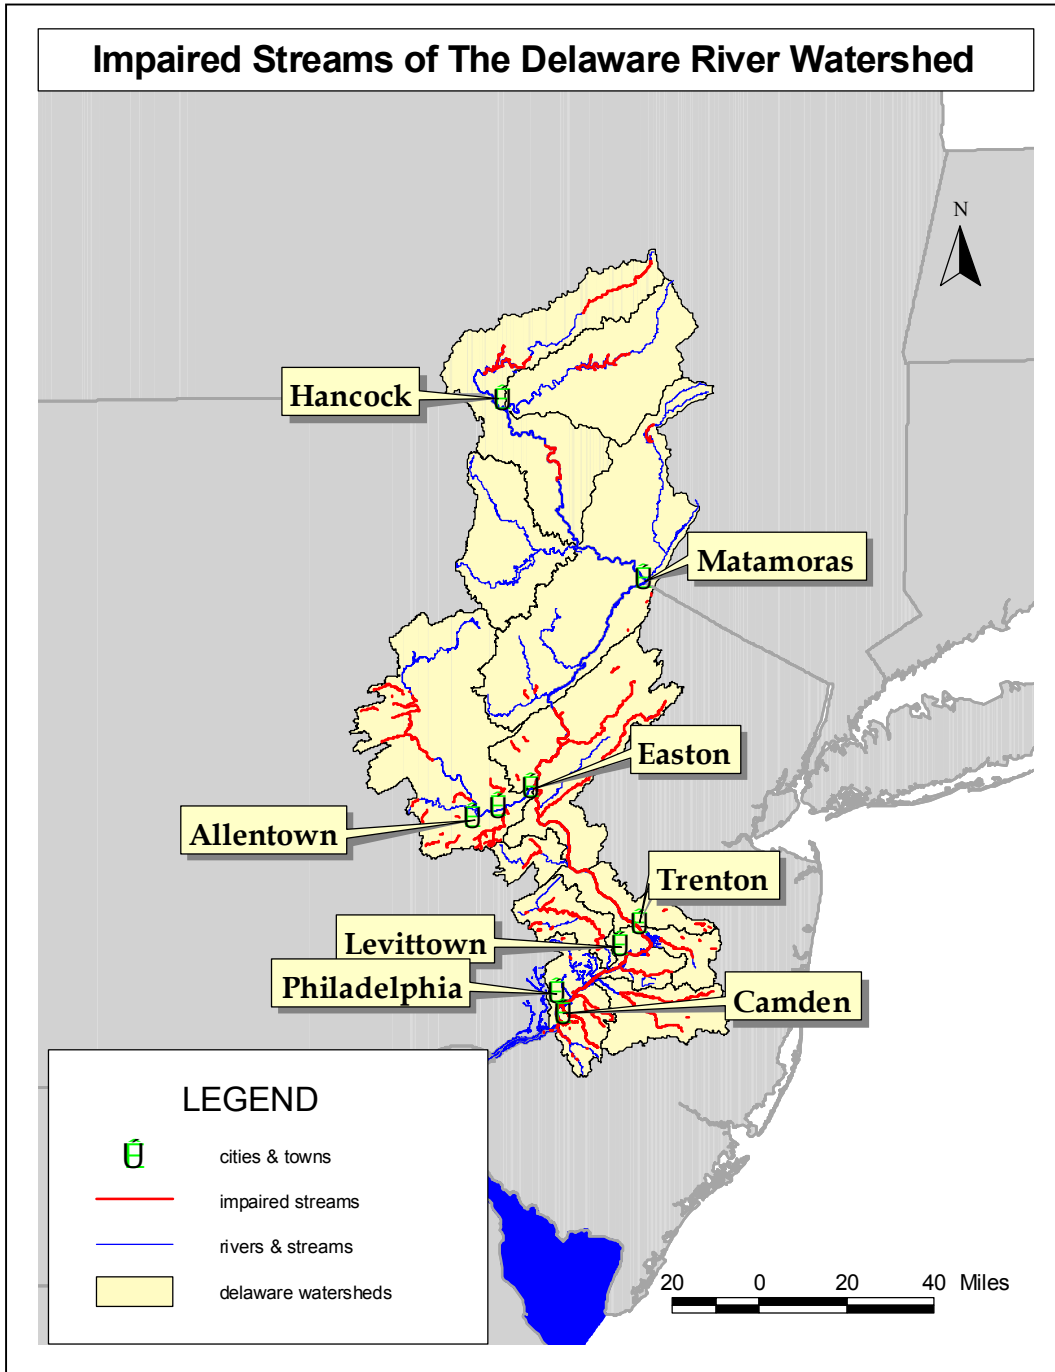 Impaired Streams of The Delaware River Watershed
N
Hancock
Matamoras
Easton
Allentown
Trenton
Levittown
Philadelphia
Camden
LEGEND
cities & towns
impaired streams
rivers & streams
delaware watersheds
20 0 20 40 Miles